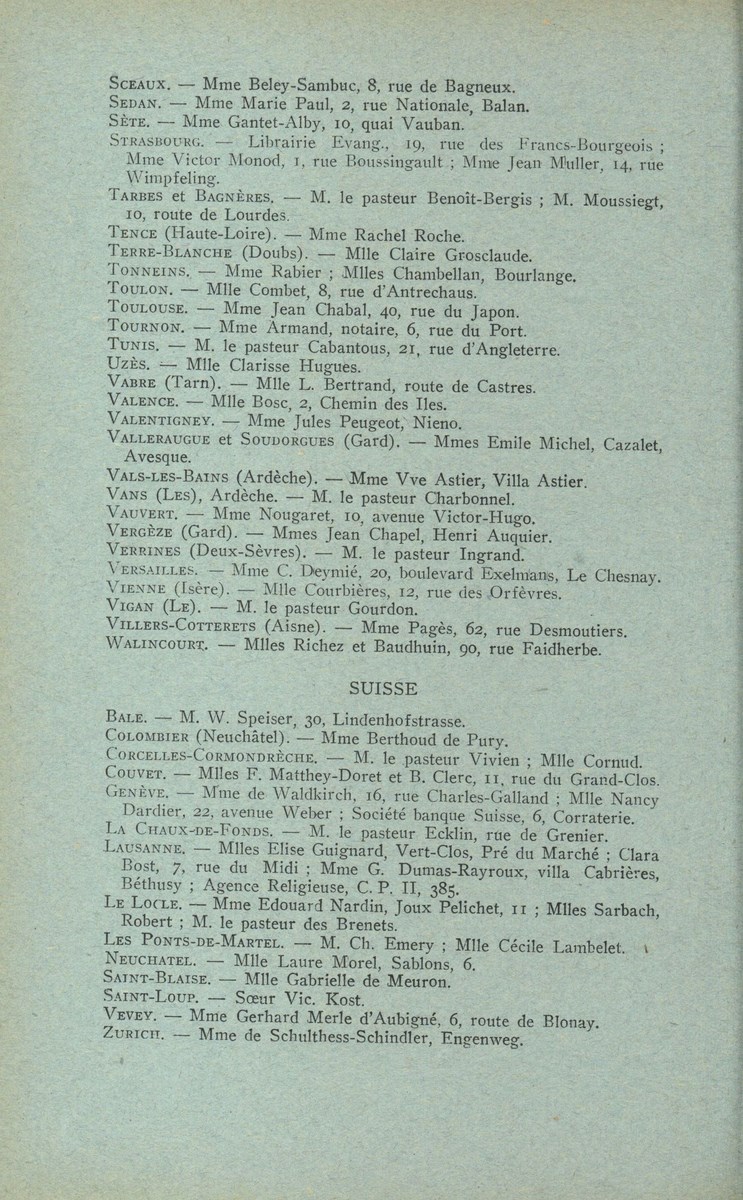 SCEAUX. — Mme Beley-Sambuc, 8, rue de Bagneux.
SEDAN. — Mme Marie Paul, 2, rue Nationale, Balan.
SÈTE. — Mme Gantet-Alby, 10, quai Vauban.
STRASBOURG. — Librairie Evang., 19, rue des Francs-Bourgeois ;
Mme Victor Monod, 1, rue Boussingault ; Mme Jean Muller, 14, rue
Wimpfeling.
TARBES et BAGNÈRES. — M. le pasteur Benoît-Bergis ; M. Moussiegt,
10, route de Lourdes.
TENCE (Haute-Loire). — Mme Rachel Roche.
TERRE-BLANCHE (Doubs). — Mlle Claire Grosclaude.
TONNEINS. — Mme Rabier ; Mlles Chambellan, Bourlange.
TOULON. — Mlle Combet, 8, rue d'Antrechaus.
TOULOUSE. — Mme Jean Chabal, 40, rue du Japon.
TOURNON. — Mme Armand, notaire, 6, rue du Port.
TUNIS. — M. le pasteur Cabantous, 21, rue d'Angleterre.
UZÈS. — Mlle Clarisse Hugues.
VABRE (Tarn). — Mlle L. Bertrand, route de Castres.
VALENCE. — Mlle Bosc, 2, Chemin des Iles.
VALENTIGNEY. — Mme Jules Peugeot, Nieno.
VALLERAUGUE et SOUDORGUES (Gard). — Mmes Emile Michel, Cazalet,
Avesque.
VALS-LES-BAINS (Ardèche). — Mme Vve Astier, Villa Astier.
VANS (LES), Ardèche. — M. le pasteur Charbonnel.
VAUVERT. — Mme Nougaret, 10, avenue Victor-Hugo.
VERGÈZE (Gard). — Mmes Jean Chapel, Henri Auquier.
VERRINES (Deux-Sèvres). — M. le pasteur Ingrand.
VERSAILLES. — Mme C. Deymié, 20, boulevard Exelmans, Le Chesnay.
VIENNE (Isère). — Mlle Courbières, 12, rue des Orfèvres.
VIGAN (LE). — M. le pasteur Gourdon.
VILLERS-COTTERETS (Aisne). — Mme Pagès, 62, rue Desmoutiers.
WALINCOURT. — Mlles Richez et Baudhuin, 90, rue Faidherbe.
SUISSE
BALE. — M. W. Speiser, 30, Lindenhofstrasse.
COLOMBIER (Neuchâtel). — Mme Berthoud de Pury.
CORCELLES-CORMONDRÈCHE. — M. le pasteur Vivien ; Mlle Cornud.
COUVET. — Mlles F. Matthey-Doret et B. Clerc, 11, rue du Grand-Clos.
GENÈVE. — Mme de Waldkirch, 16, rue Charles-Galland ; Mlle Nancy
Dardier, 22, avenue Weber ; Société banque Suisse, 6, Corraterie.
LA CHAUX-DE-FONDS. — M. le pasteur Ecklin, rue de Grenier.
LAUSANNE. — Mlles Elise Guignard, Vert-Clos, Pré du Marché ; Clara
Bost, 7, rue du Midi ; Mme G. Dumas-Rayroux, villa Cabrières,
Béthusy ; Agence Religieuse, C. P. II, 385.
LE LOCLE. — Mme Edouard Nardin, Joux Pelichet, 11 ; Mlles Sarbach,
Robert ; M. le pasteur des Brenets.
LES PONTS-DE-MARTEL. — M. Ch. Emery ; Mlle Cécile Lambelet.
NEUCHATEL. — Mlle Laure Morel, Sablons, 6.
SAINT-BLAISE. — Mlle Gabrielle de Meuron.
SAINT-LOUP. — Sœur Vic. Kost.
VEVEY. — Mme Gerhard Merle d'Aubigné, 6, route de Blonay.
ZURICH. — Mme de Schulthess-Schindler, Engenweg.